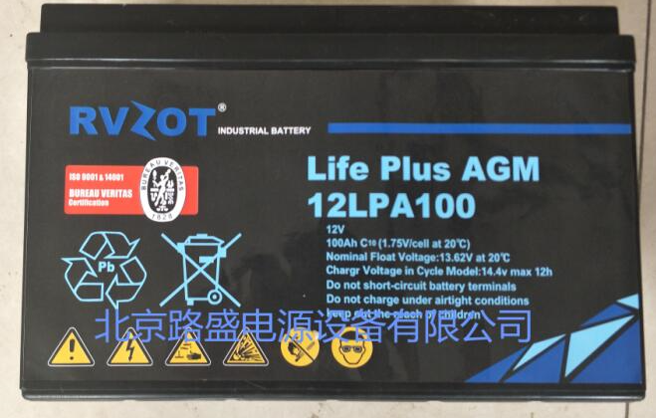 RVZOT® INDUSTRIAL BATTERY
ISO 9001 & 14001
BUREAU VERITAS
Certification
BUREAU VERITAS
1828
Life Plus AGM
12LPA100
12V
100Ah C10 (1.75V/cell at 20℃)
Nominal Float Voltage:13.62V at 20℃
Chargr Voltage in Cycle Model:14.4v max 12h
Do not short-circuit battery terminals
Do not charge under airtight conditions
keep out the reach of children
Pb
北京路盛电源设备有限公司